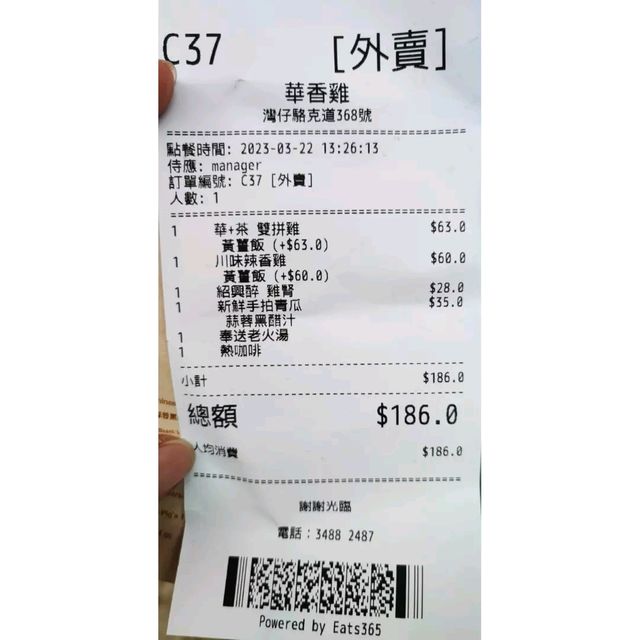 C37 [外賣]
華香雞
灣仔駱克道368號
點餐時間: 2023-03-22 13:26:13
侍應: manager
訂單編號: C37 [外賣]
人數: 1
1 華+茶 雙拼雞 $63.0
黃薑飯 (+$63.0)
1 川味辣香雞 $60.0
黃薑飯 (+$60.0)
1 紹興醉 雞腎 $28.0
1 新鮮手拍青瓜 $35.0
蒜蓉黑醋汁
1 奉送老火湯
1 熱咖啡
小計 $186.0
總額 $186.0
人均消費 $186.0
謝謝光臨
電話：3488 2487
Powered by Eats365